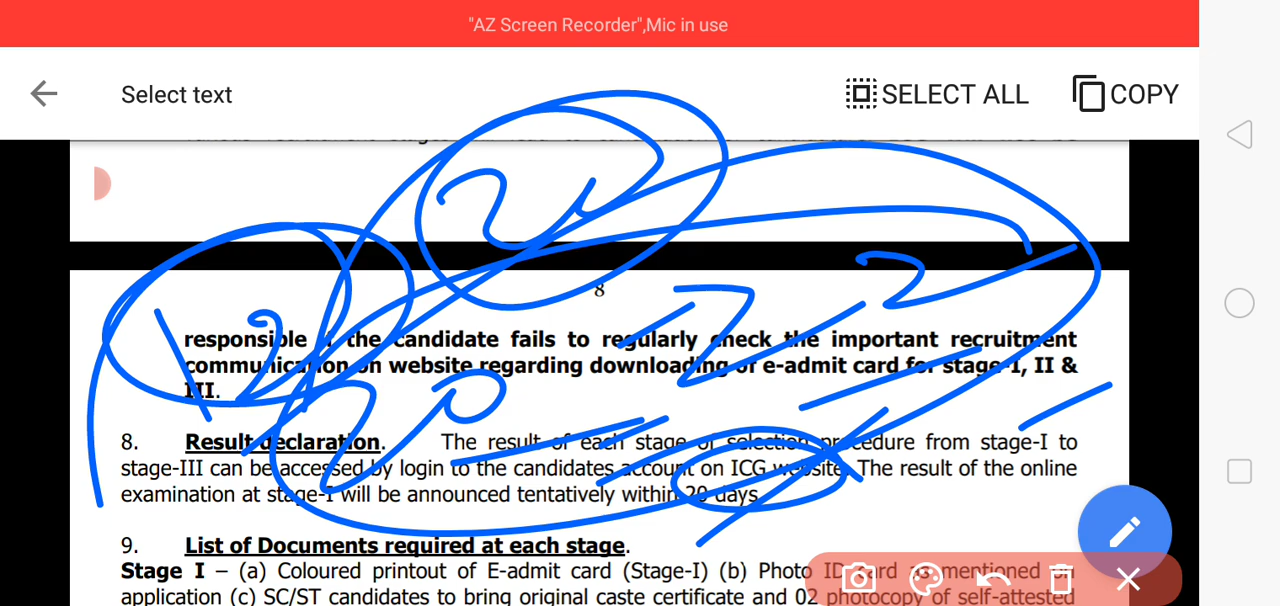 "AZ Screen Recorder",Mic in use
Select text
SELECT ALL
COPY
8
responsible if the candidate fails to regularly check the important recruitment
communication on website regarding downloading of e-admit card for stage-I, II &
III.
8. Result declaration. The result of each stage of selection procedure from stage-I to
stage-III can be accessed by login to the candidates account on ICG website. The result of the online
examination at stage-I will be announced tentatively within 20 days.
9. List of Documents required at each stage.
Stage I – (a) Coloured printout of E-admit card (Stage-I) (b) Photo ID card as mentioned
application (c) SC/ST candidates to bring original caste certificate and 02 photocopy of self-attested